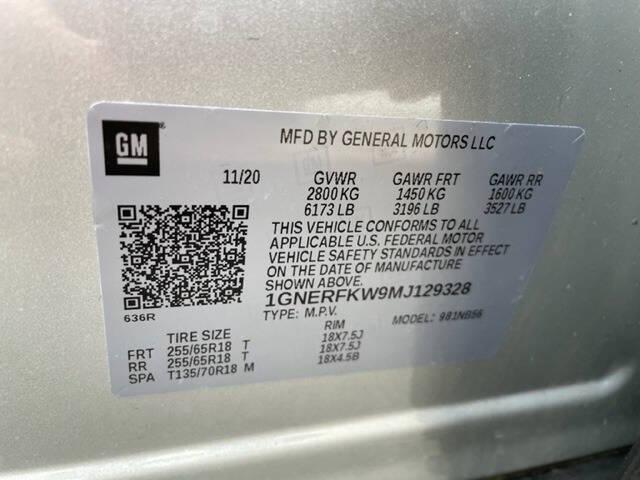 GM
®
MFD BY GENERAL MOTORS LLC
11/20 GVWR GAWR FRT GAWR RR
2800 KG 1450 KG 1600 KG
6173 LB 3196 LB 3527 LB
THIS VEHICLE CONFORMS TO ALL
APPLICABLE U.S. FEDERAL MOTOR
VEHICLE SAFETY STANDARDS IN EFFECT
ON THE DATE OF MANUFACTURE
SHOWN ABOVE.
1GNERFKW9MJ129328
636R
TYPE: M.P.V. MODEL: 981NB56
TIRE SIZE RIM
FRT 255/65R18 T 18X7.5J
RR 255/65R18 T 18X7.5J
SPA T135/70R18 M 18X4.5B